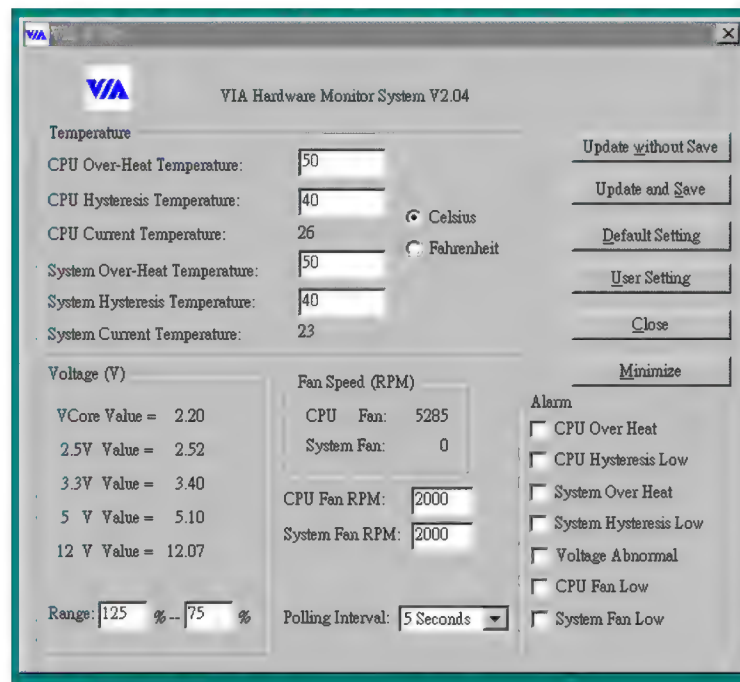 VIA
VIA
VIA Hardware Monitor System V2.04
Temperature
CPU Over-Heat Temperature: 50
CPU Hysteresis Temperature: 40
CPU Current Temperature: 26
System Over-Heat Temperature: 50
System Hysteresis Temperature: 40
System Current Temperature: 23
Celsius
Fahrenheit
Update without Save
Update and Save
Default Setting
User Setting
Close
Minimize
Voltage (V)
VCore Value = 2.20
2.5V Value = 2.52
3.3V Value = 3.40
5 V Value = 5.10
12 V Value = 12.07
Range: 125 % -- 75 %
Fan Speed (RPM)
CPU Fan: 5285
System Fan: 0
CPU Fan RPM: 2000
System Fan RPM: 2000
Polling Interval: 5 Seconds
Alarm
CPU Over Heat
CPU Hysteresis Low
System Over Heat
System Hysteresis Low
Voltage Abnormal
CPU Fan Low
System Fan Low